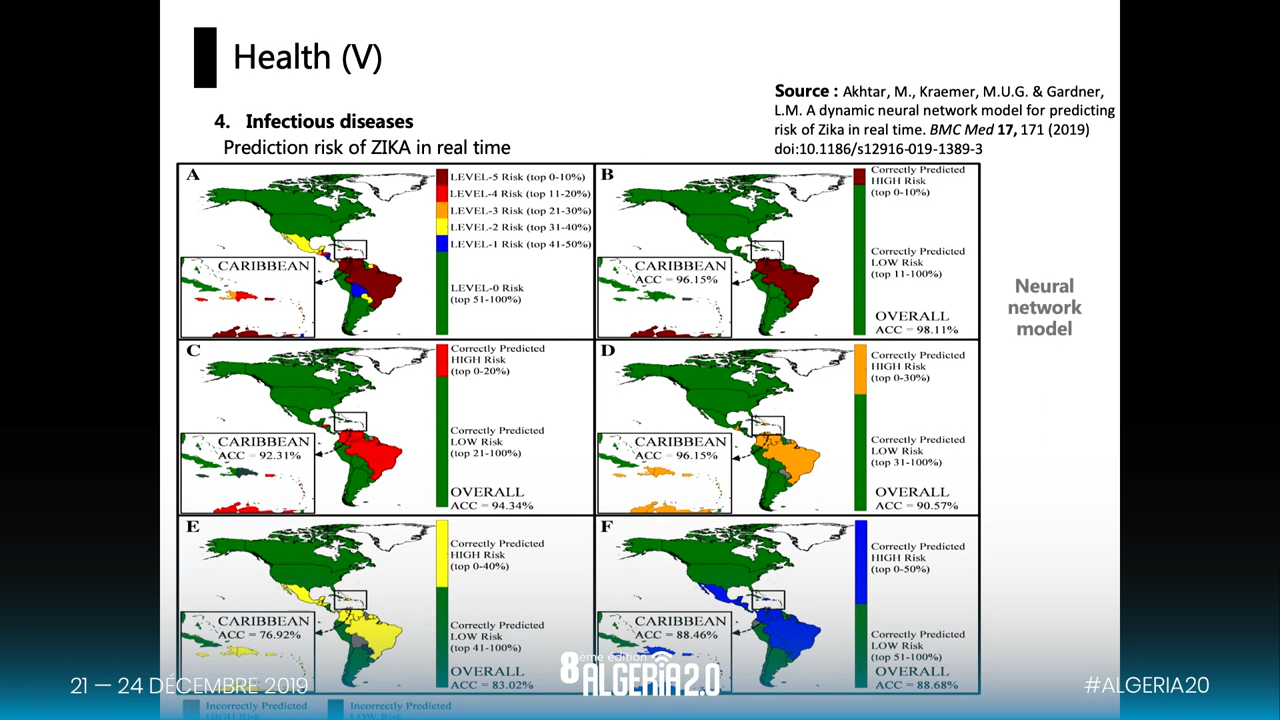 Health (V)
Source : Akhtar, M., Kraemer, M.U.G. & Gardner,
L.M. A dynamic neural network model for predicting
risk of Zika in real time. BMC Med 17, 171 (2019)
doi:10.1186/s12916-019-1389-3
4. Infectious diseases
Prediction risk of ZIKA in real time
A
LEVEL-5 Risk (top 0-10%)
LEVEL-4 Risk (top 11-20%)
LEVEL-3 Risk (top 21-30%)
LEVEL-2 Risk (top 31-40%)
LEVEL-1 Risk (top 41-50%)
LEVEL-0 Risk
(top 51-100%)
CARIBBEAN
B
Correctly Predicted
HIGH Risk
(top 0-10%)
Correctly Predicted
LOW Risk
(top 11-100%)
CARIBBEAN
ACC = 96.15%
OVERALL
ACC = 98.11%
Neural
network
model
C
Correctly Predicted
HIGH Risk
(top 0-20%)
Correctly Predicted
LOW Risk
(top 21-100%)
CARIBBEAN
ACC = 92.31%
OVERALL
ACC = 94.34%
D
Correctly Predicted
HIGH Risk
(top 0-30%)
Correctly Predicted
LOW Risk
(top 31-100%)
CARIBBEAN
ACC = 96.15%
OVERALL
ACC = 90.57%
E
Correctly Predicted
HIGH Risk
(top 0-40%)
Correctly Predicted
LOW Risk
(top 41-100%)
CARIBBEAN
ACC = 76.92%
OVERALL
ACC = 83.02%
F
Correctly Predicted
HIGH Risk
(top 0-50%)
Correctly Predicted
LOW Risk
(top 51-100%)
CARIBBEAN
ACC = 88.46%
OVERALL
ACC = 88.68%
Incorrectly Predicted
HIGH Risk
Incorrectly Predicted
LOW Risk
21 — 24 DÉCEMBRE 2019
8ème édition
ALGERIA2.0
#ALGERIA20